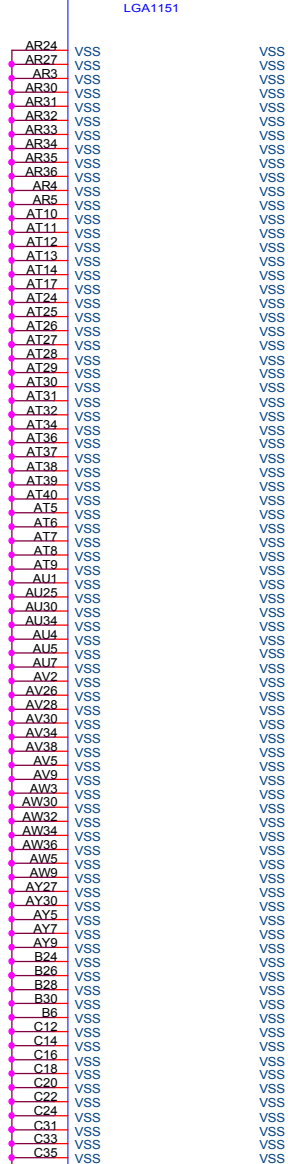 LGA1151
AR24 VSS VSS
AR27 VSS VSS
AR3 VSS VSS
AR30 VSS VSS
AR31 VSS VSS
AR32 VSS VSS
AR33 VSS VSS
AR34 VSS VSS
AR35 VSS VSS
AR36 VSS VSS
AR4 VSS VSS
AR5 VSS VSS
AT10 VSS VSS
AT11 VSS VSS
AT12 VSS VSS
AT13 VSS VSS
AT14 VSS VSS
AT17 VSS VSS
AT24 VSS VSS
AT25 VSS VSS
AT26 VSS VSS
AT27 VSS VSS
AT28 VSS VSS
AT29 VSS VSS
AT30 VSS VSS
AT31 VSS VSS
AT32 VSS VSS
AT34 VSS VSS
AT36 VSS VSS
AT37 VSS VSS
AT38 VSS VSS
AT39 VSS VSS
AT40 VSS VSS
AT5 VSS VSS
AT6 VSS VSS
AT7 VSS VSS
AT8 VSS VSS
AT9 VSS VSS
AU1 VSS VSS
AU25 VSS VSS
AU30 VSS VSS
AU34 VSS VSS
AU4 VSS VSS
AU5 VSS VSS
AU7 VSS VSS
AV2 VSS VSS
AV26 VSS VSS
AV28 VSS VSS
AV30 VSS VSS
AV34 VSS VSS
AV38 VSS VSS
AV5 VSS VSS
AV9 VSS VSS
AW3 VSS VSS
AW30 VSS VSS
AW32 VSS VSS
AW34 VSS VSS
AW36 VSS VSS
AW5 VSS VSS
AW9 VSS VSS
AY27 VSS VSS
AY30 VSS VSS
AY5 VSS VSS
AY7 VSS VSS
AY9 VSS VSS
B24 VSS VSS
B26 VSS VSS
B28 VSS VSS
B30 VSS VSS
B6 VSS VSS
C12 VSS VSS
C14 VSS VSS
C16 VSS VSS
C18 VSS VSS
C20 VSS VSS
C22 VSS VSS
C24 VSS VSS
C31 VSS VSS
C33 VSS VSS
C35 VSS VSS